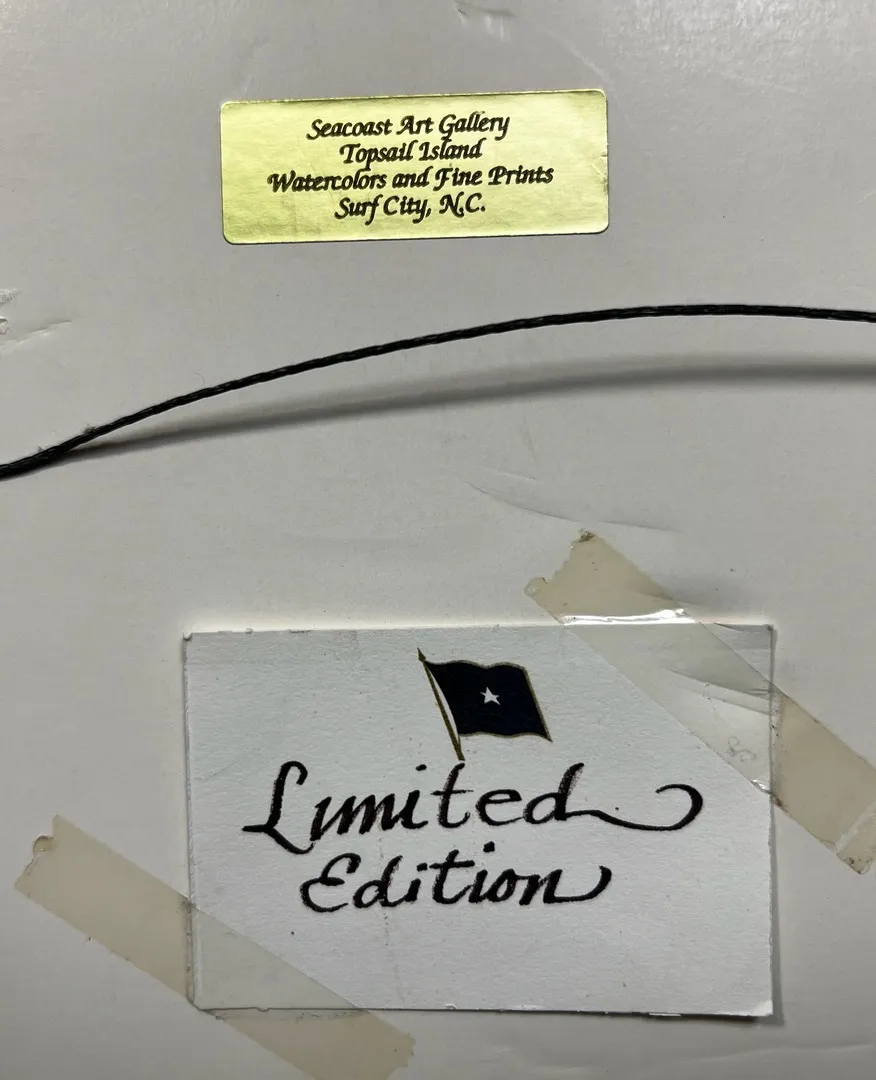 Seacoast Art Gallery
Topsail Island
Watercolors and Fine Prints
Surf City, N.C.
Limited
Edition